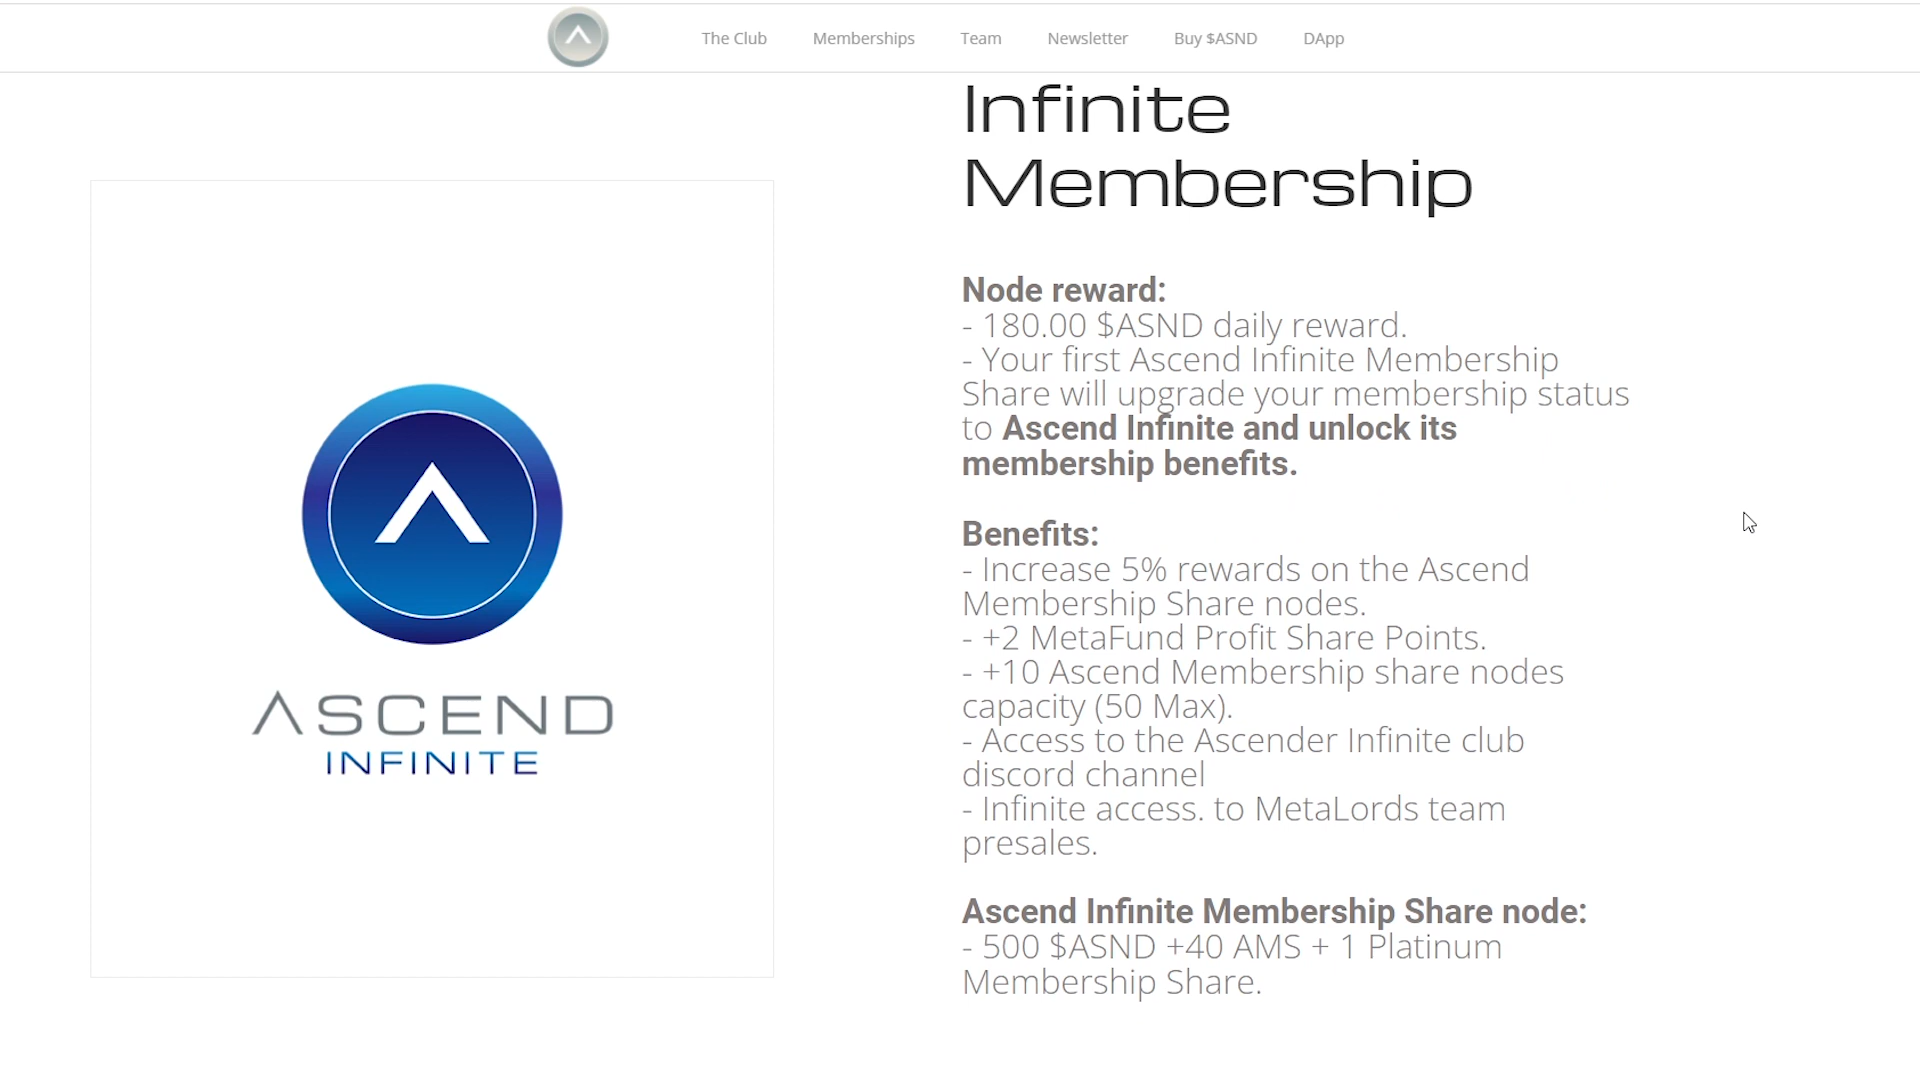 The Club Memberships Team Newsletter Buy $ASND DApp
Infinite
Membership
Node reward:
- 180.00 $ASND daily reward.
- Your first Ascend Infinite Membership
Share will upgrade your membership status
to Ascend Infinite and unlock its
membership benefits.
Benefits:
- Increase 5% rewards on the Ascend
Membership Share nodes.
- +2 MetaFund Profit Share Points.
- +10 Ascend Membership share nodes
capacity (50 Max).
- Access to the Ascender Infinite club
discord channel
- Infinite access. to MetaLords team
presales.
Ascend Infinite Membership Share node:
- 500 $ASND +40 AMS + 1 Platinum
Membership Share.
ASCEND
INFINITE